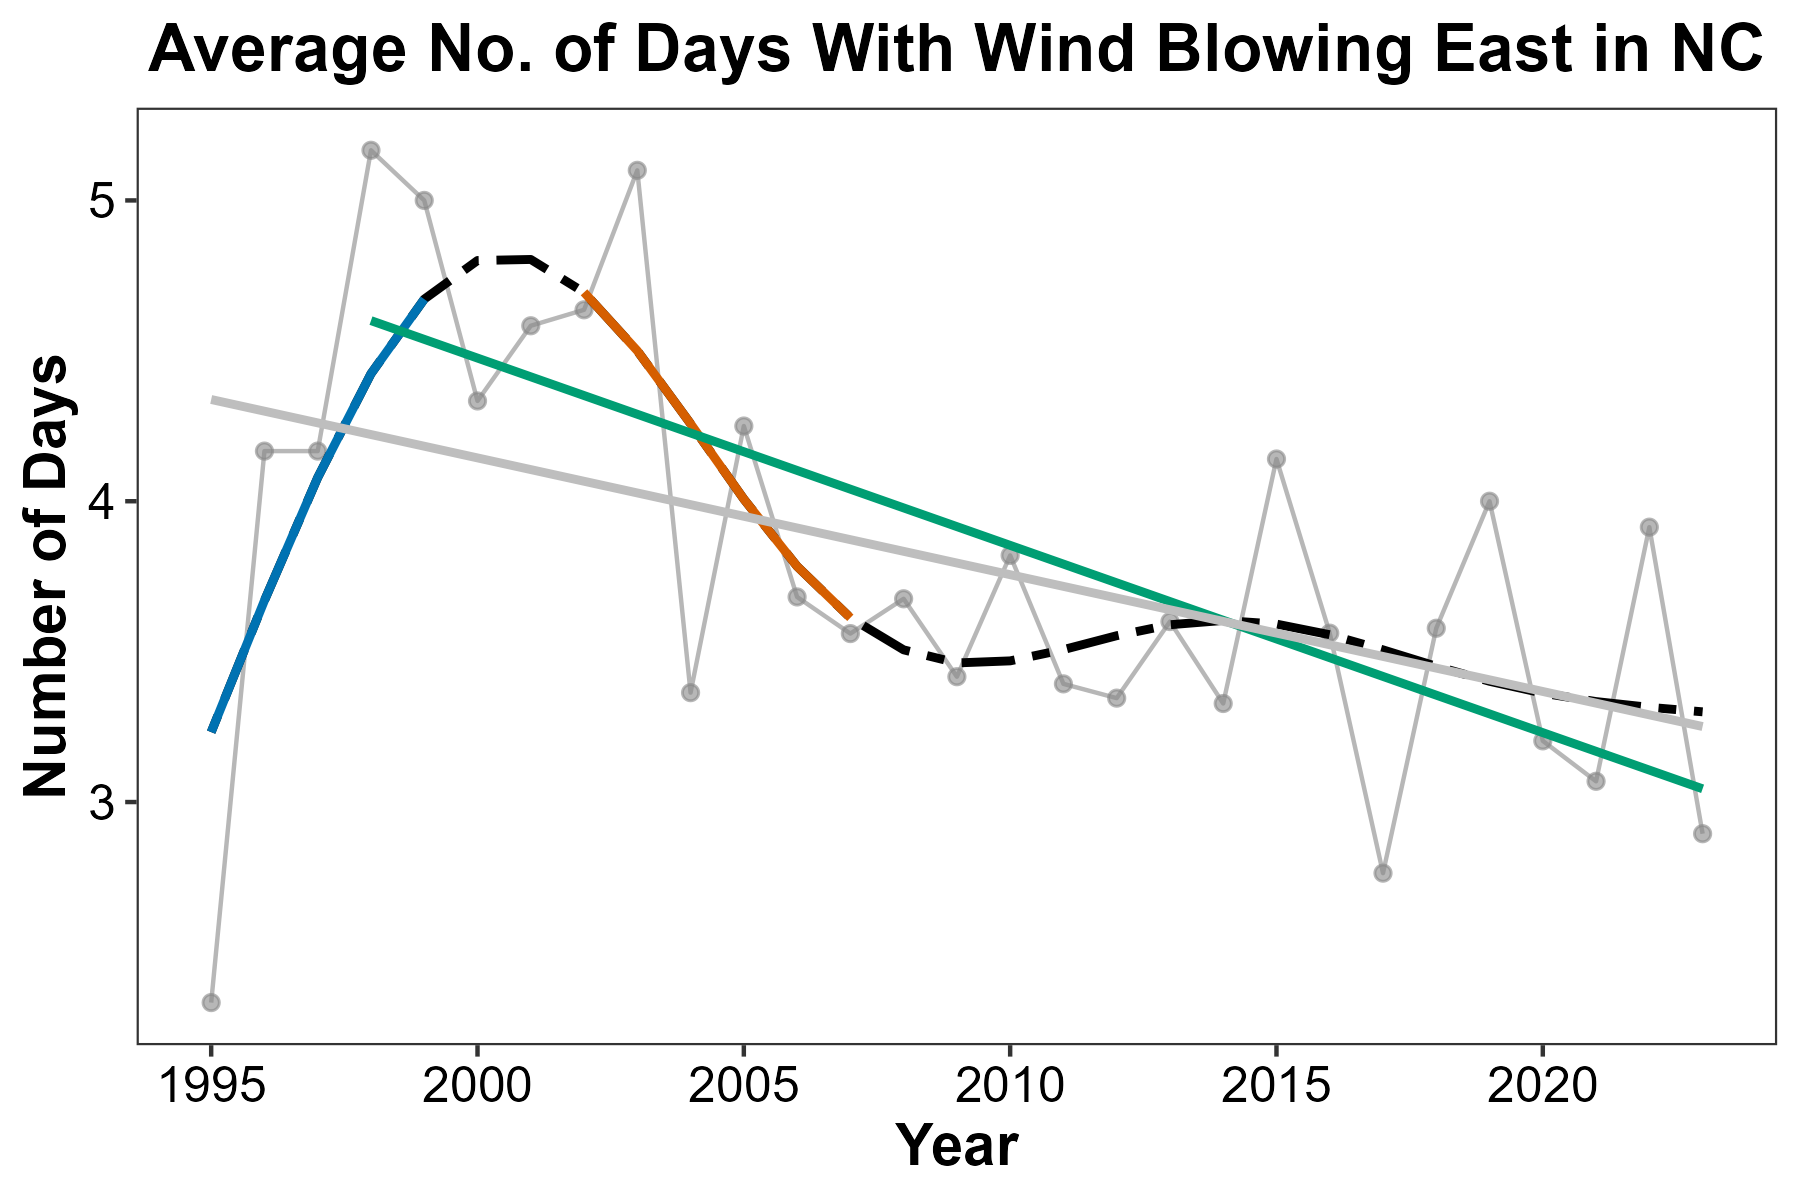 Average No. of Days With Wind Blowing East in NC
Number of Days
5
4
3
1995 2000 2005 2010 2015 2020
Year